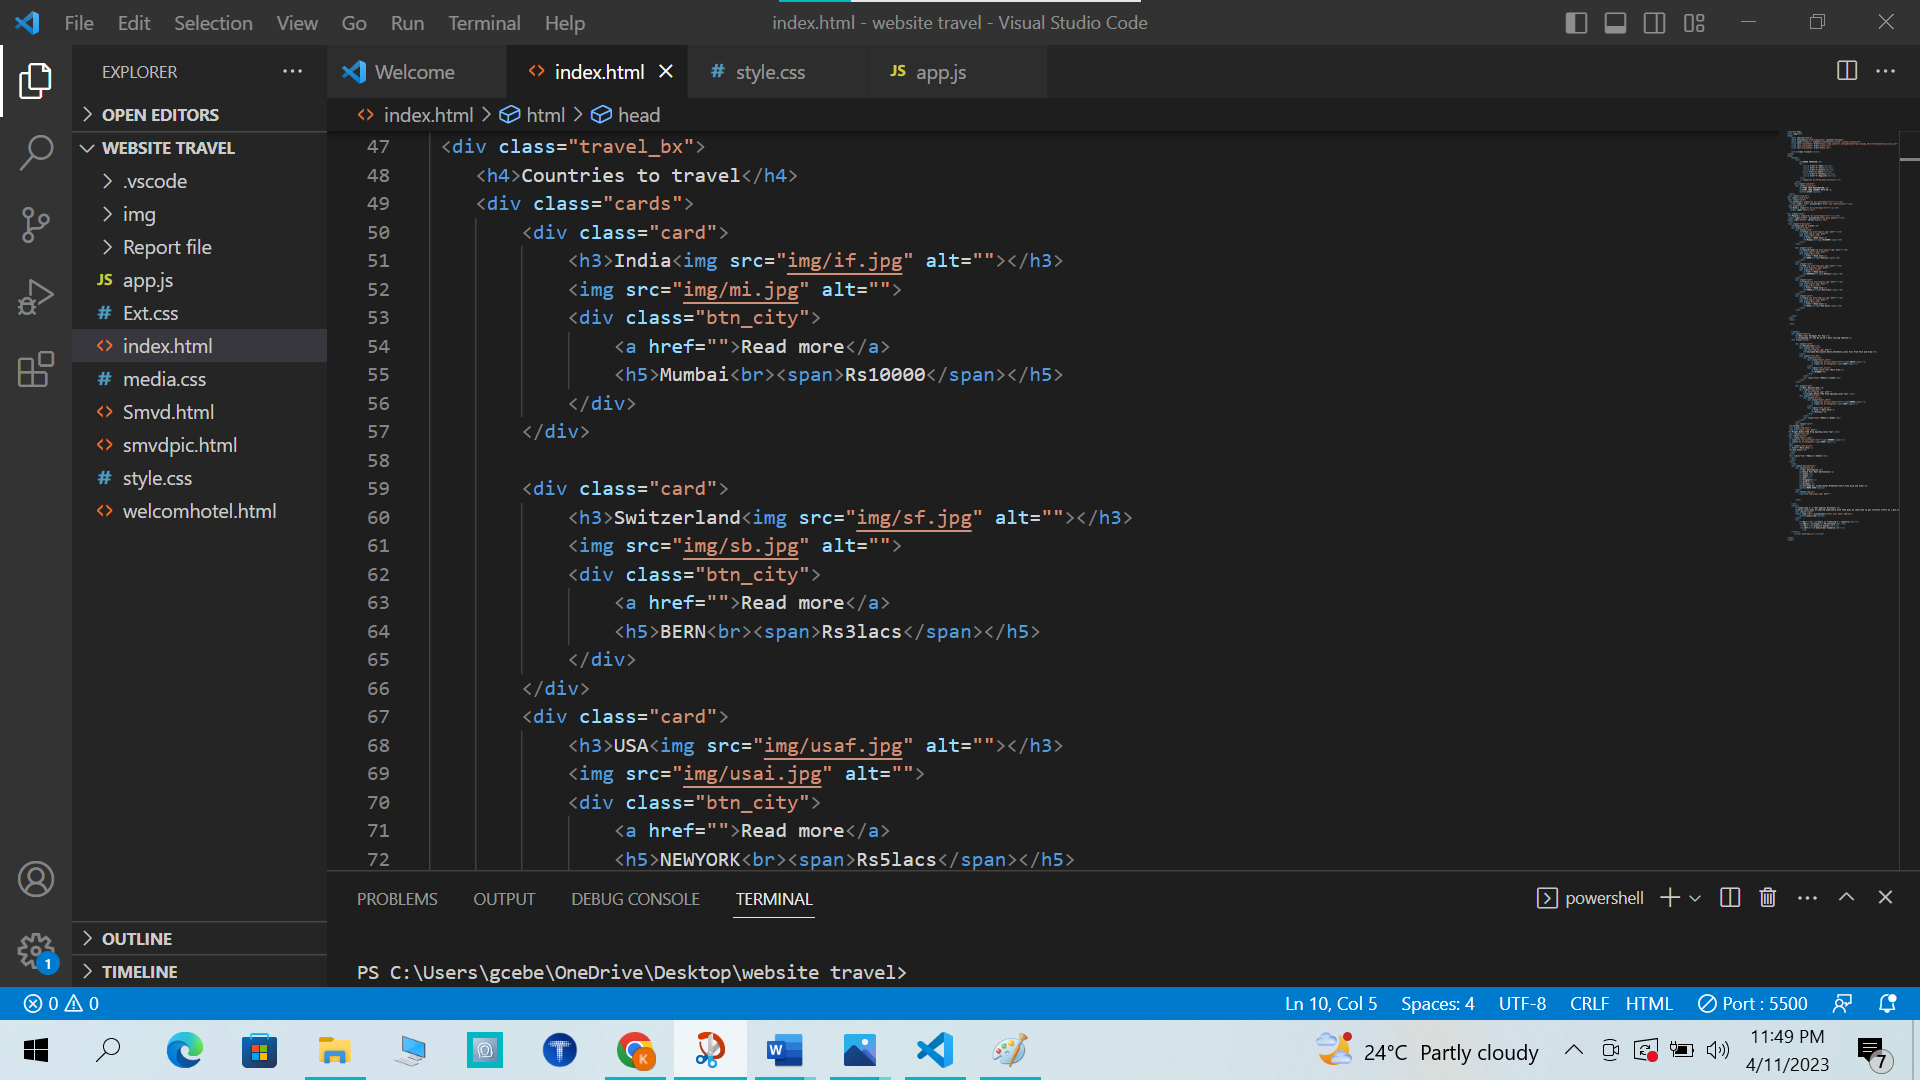 File Edit Selection View Go Run Terminal Help index.html - website travel - Visual Studio Code
EXPLORER ··· Welcome <> index.html # style.css JS app.js ···
OPEN EDITORS
<> index.html > html > head
WEBSITE TRAVEL
.vscode
img
Report file
JS app.js
# Ext.css
<> index.html
# media.css
<> Smvd.html
<> smvdpic.html
# style.css
<> welcomhotel.html
OUTLINE
TIMELINE
47 <div class="travel_bx">
48 <h4>Countries to travel</h4>
49 <div class="cards">
50 <div class="card">
51 <h3>India<img src="img/if.jpg" alt=""></h3>
52 <img src="img/mi.jpg" alt="">
53 <div class="btn_city">
54 <a href="">Read more</a>
55 <h5>Mumbai<br><span>Rs10000</span></h5>
56 </div>
57 </div>
58
59 <div class="card">
60 <h3>Switzerland<img src="img/sf.jpg" alt=""></h3>
61 <img src="img/sb.jpg" alt="">
62 <div class="btn_city">
63 <a href="">Read more</a>
64 <h5>BERN<br><span>Rs3lacs</span></h5>
65 </div>
66 </div>
67 <div class="card">
68 <h3>USA<img src="img/usaf.jpg" alt=""></h3>
69 <img src="img/usai.jpg" alt="">
70 <div class="btn_city">
71 <a href="">Read more</a>
72 <h5>NEWYORK<br><span>Rs5lacs</span></h5>
PROBLEMS OUTPUT DEBUG CONSOLE TERMINAL powershell
PS C:\Users\gcebe\OneDrive\Desktop\website travel>
1
0 0 Ln 10, Col 5 Spaces: 4 UTF-8 CRLF HTML Port : 5500
24°C Partly cloudy
11:49 PM
4/11/2023
7